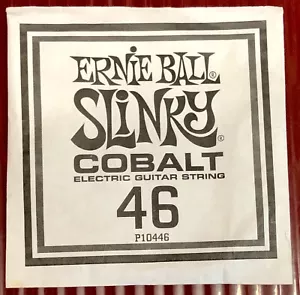 ERNIE BALL®
SLINKY®
COBALT
ELECTRIC GUITAR STRING
46
P10446